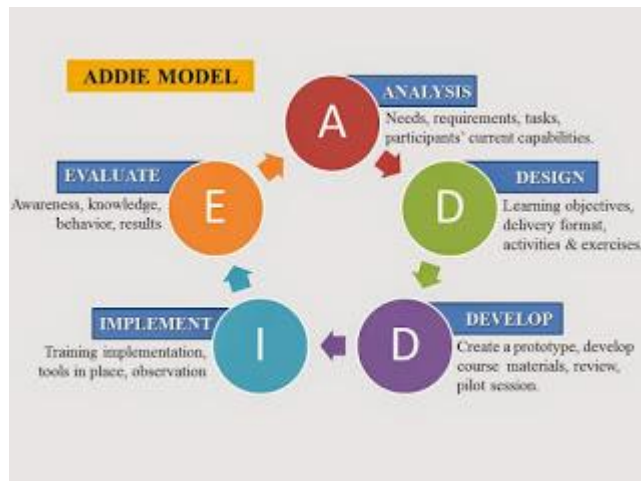 ADDIE MODEL
A
ANALYSIS
Needs, requirements, tasks,
participants' current capabilities.
D
DESIGN
Learning objectives,
delivery format,
activities & exercises
D
DEVELOP
Create a prototype, develop
course materials, review,
pilot session.
I
IMPLEMENT
Training implementation,
tools in place, observation
E
EVALUATE
Awareness, knowledge,
behavior, results